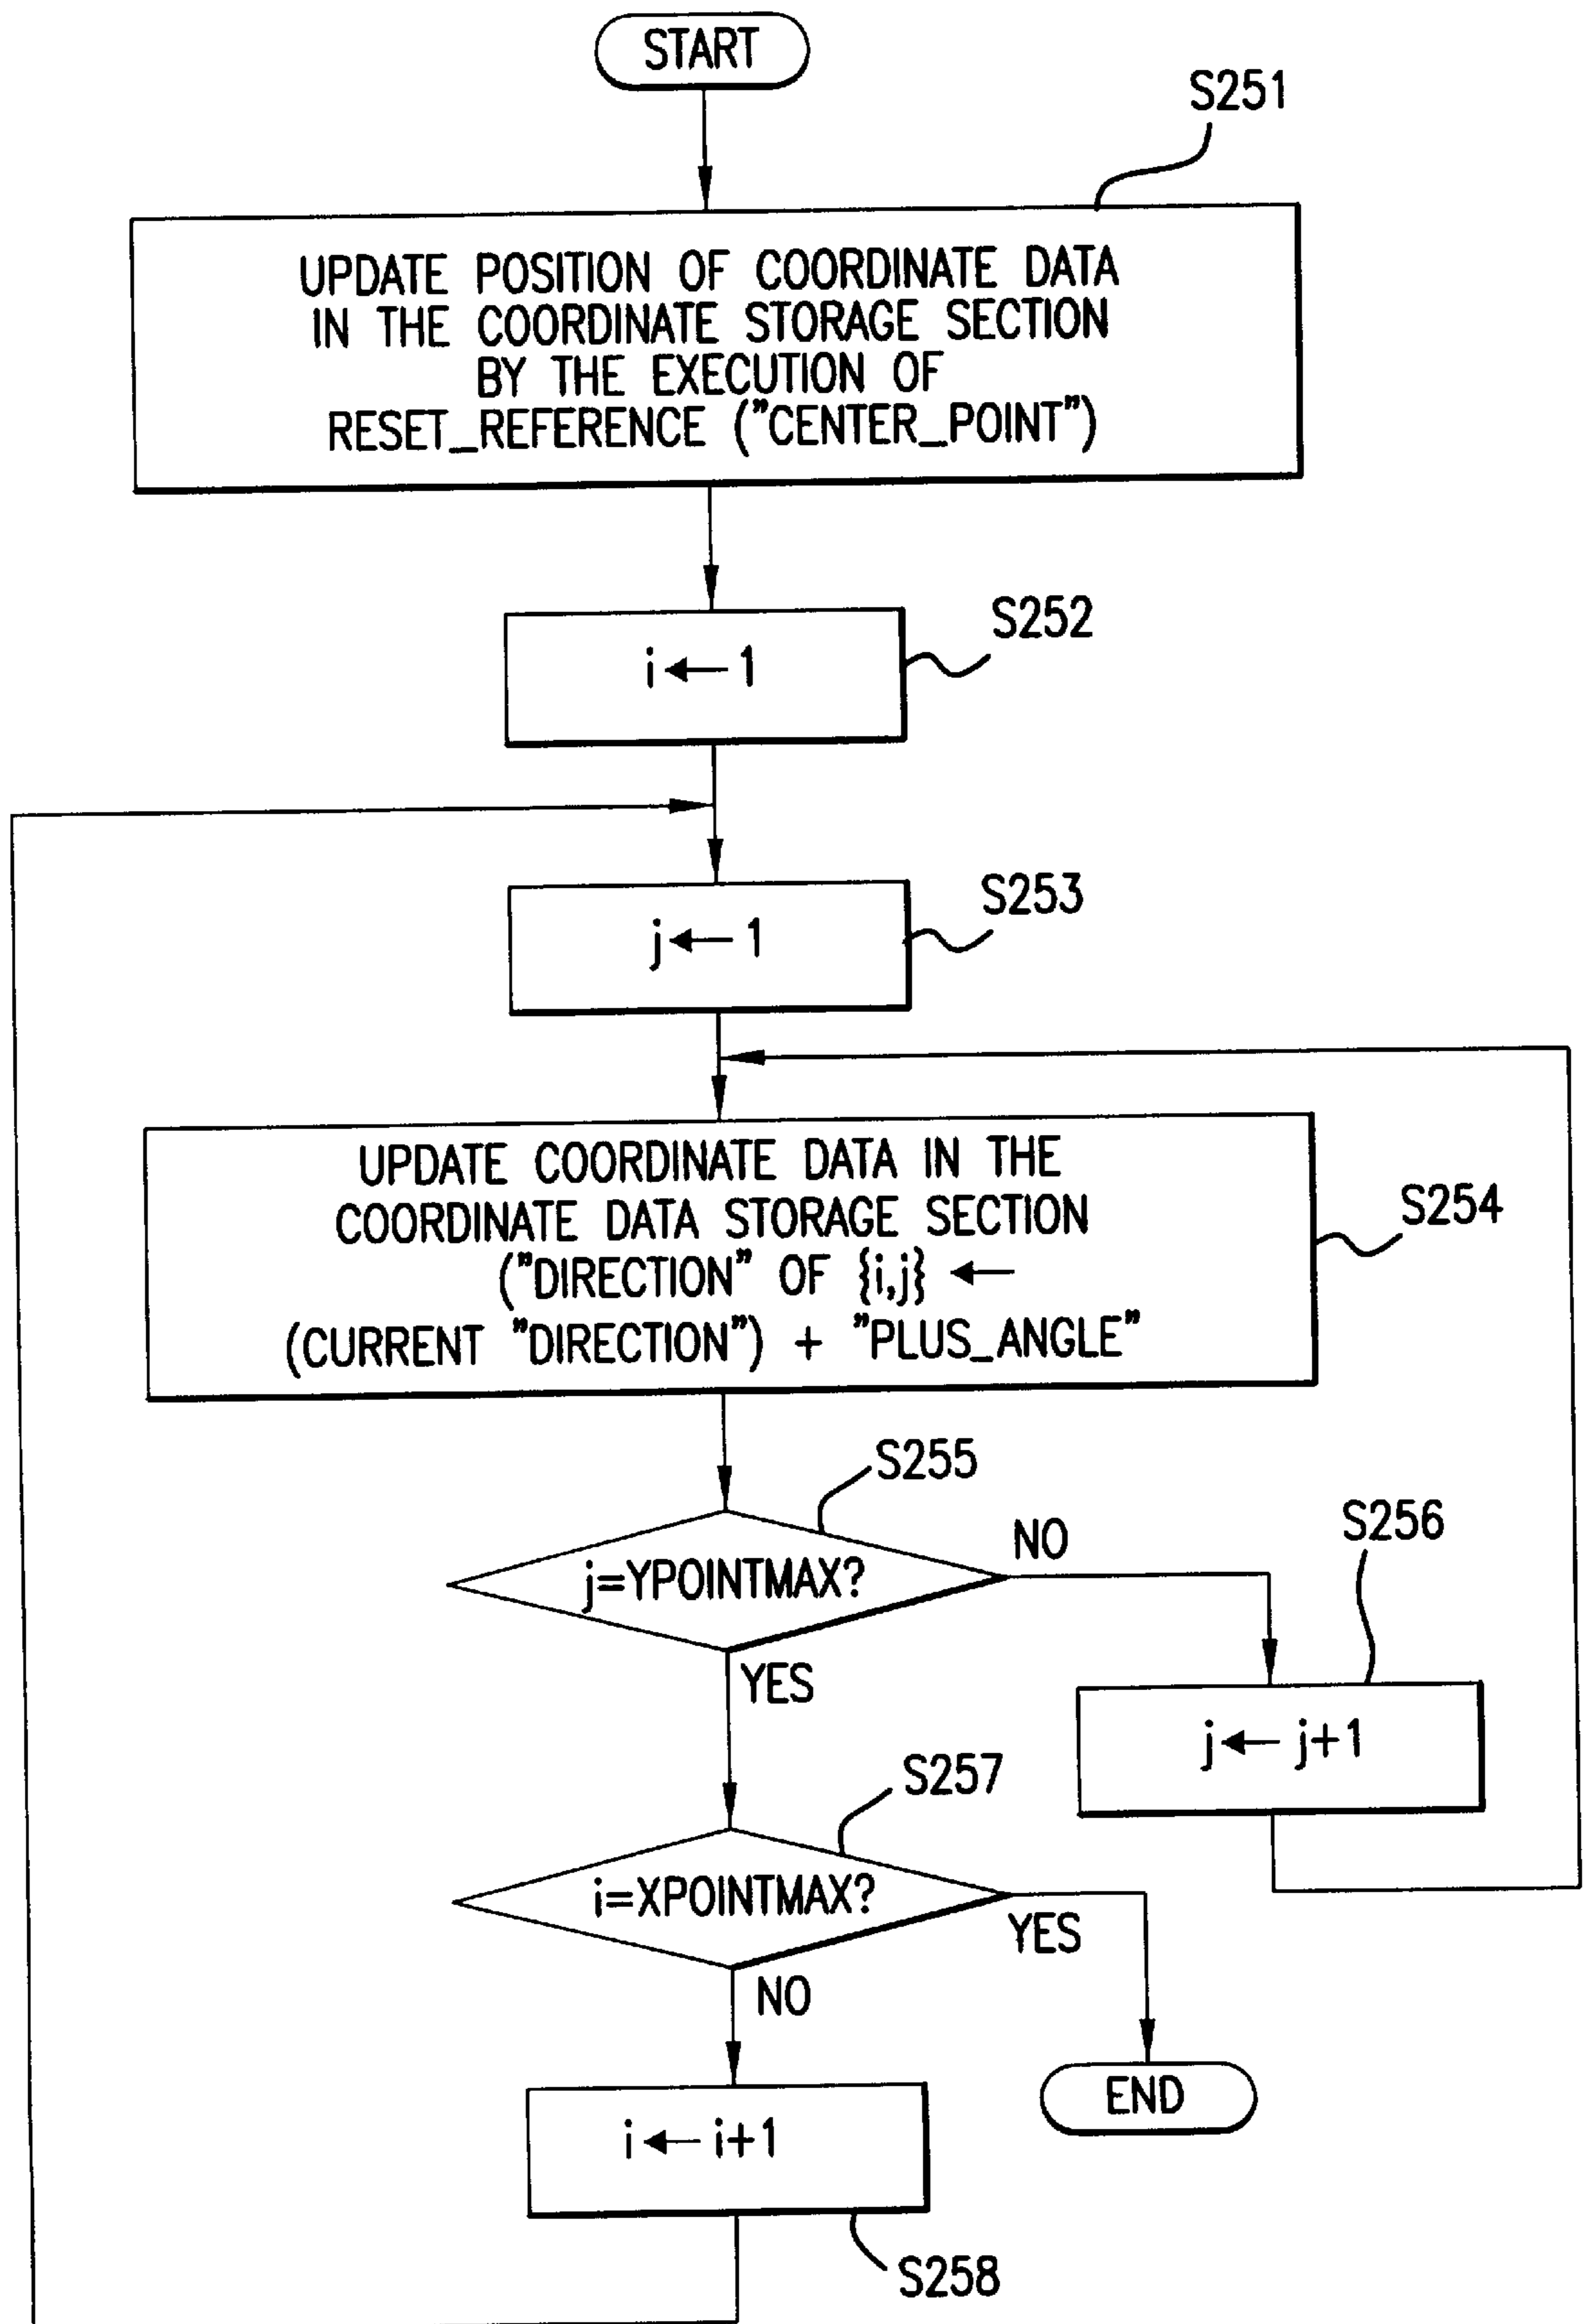 START
S251
UPDATE POSITION OF COORDINATE DATA
IN THE COORDINATE STORAGE SECTION
BY THE EXECUTION OF
RESET_REFERENCE ("CENTER_POINT")
S252
i ← 1
S253
j ← 1
UPDATE COORDINATE DATA IN THE
COORDINATE DATA STORAGE SECTION
("DIRECTION" OF {i,j} ←
(CURRENT "DIRECTION") + "PLUS_ANGLE"
S254
S255
j=YPOINTMAX?
NO
YES
S256
j ← j+1
S257
i=XPOINTMAX?
YES
NO
END
i ← i+1
S258